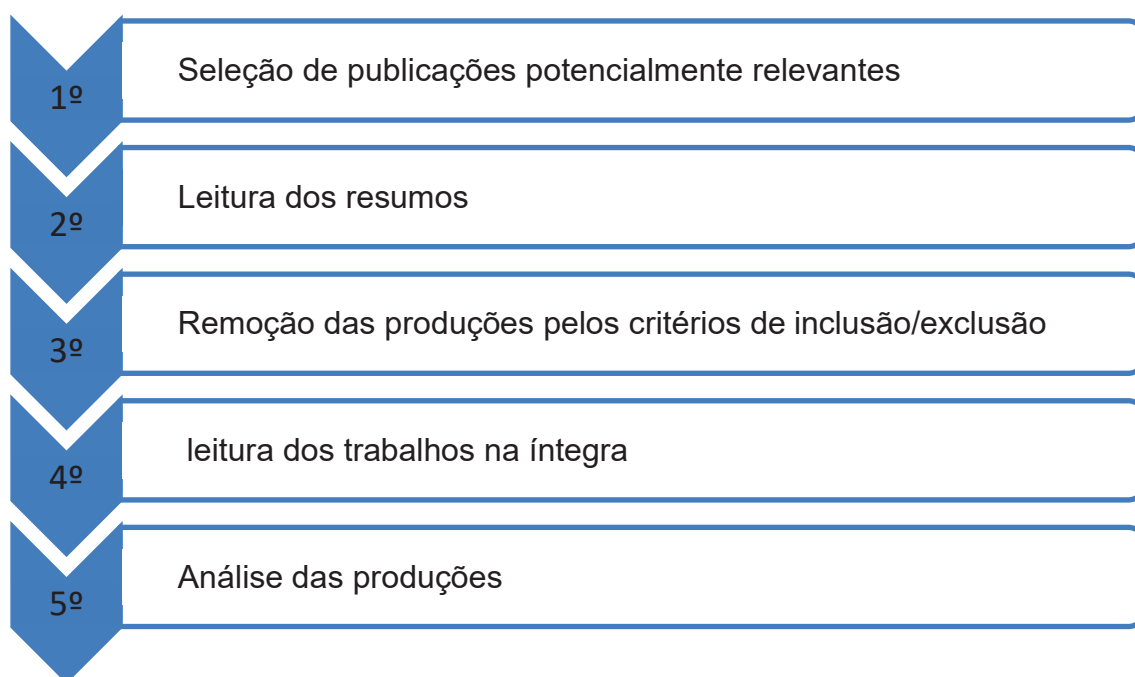 1º
Seleção de publicações potencialmente relevantes
2º
Leitura dos resumos
3º
Remoção das produções pelos critérios de inclusão/exclusão
4º
leitura dos trabalhos na íntegra
5º
Análise das produções